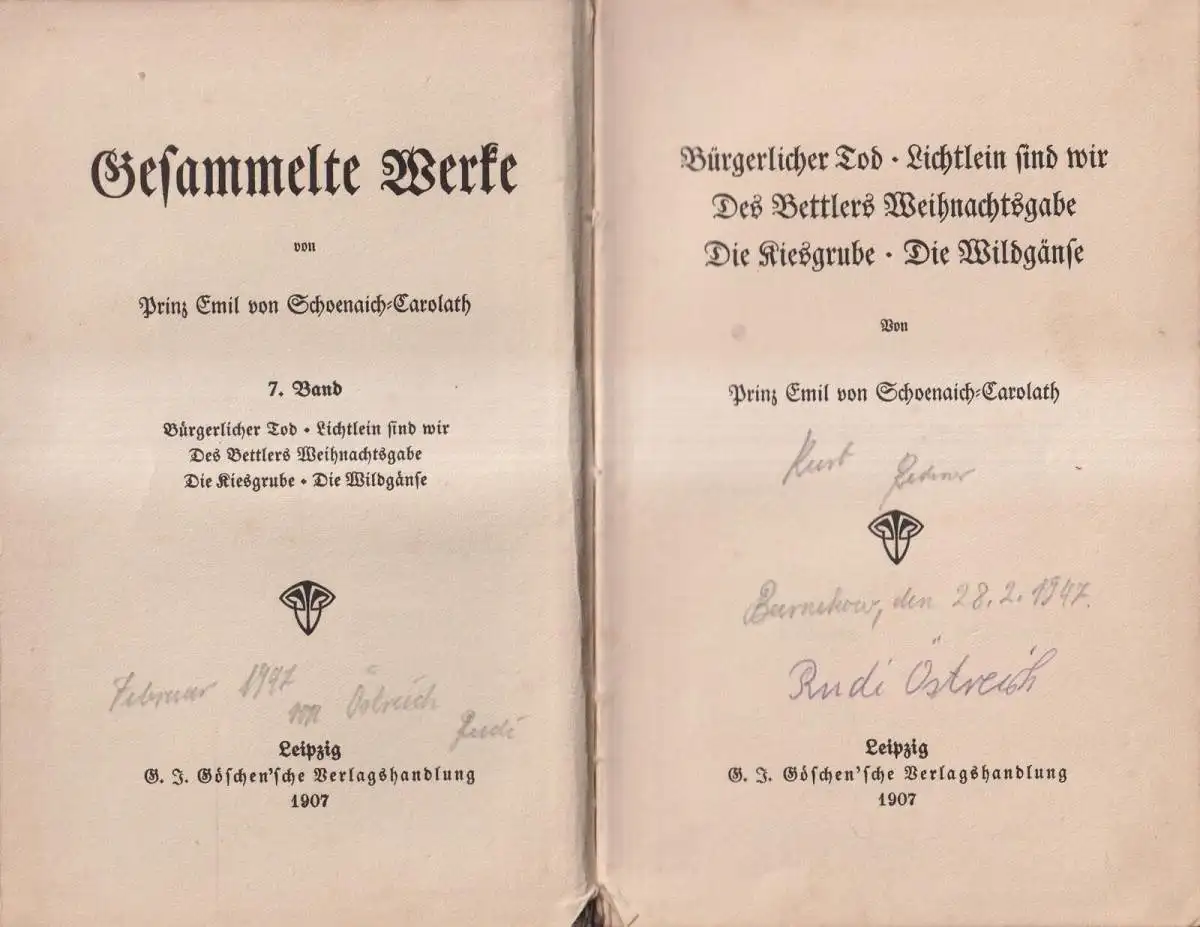 Gesammelte Werke
von
Prinz Emil von Schoenaich-Carolath
7. Band
Bürgerlicher Tod • Lichtlein sind wir
Des Bettlers Weihnachtsgabe
Die Kiesgrube • Die Wildgänse
Februar 1947
von Östreich
Rudi
Leipzig
G. J. Göschen'sche Verlagshandlung
1907
Bürgerlicher Tod • Lichtlein sind wir
Des Bettlers Weihnachtsgabe
Die Kiesgrube • Die Wildgänse
Von
Prinz Emil von Schoenaich-Carolath
Kurt
den 28.2.1947.
Rudi Östreich
Leipzig
G. J. Göschen'sche Verlagshandlung
1907